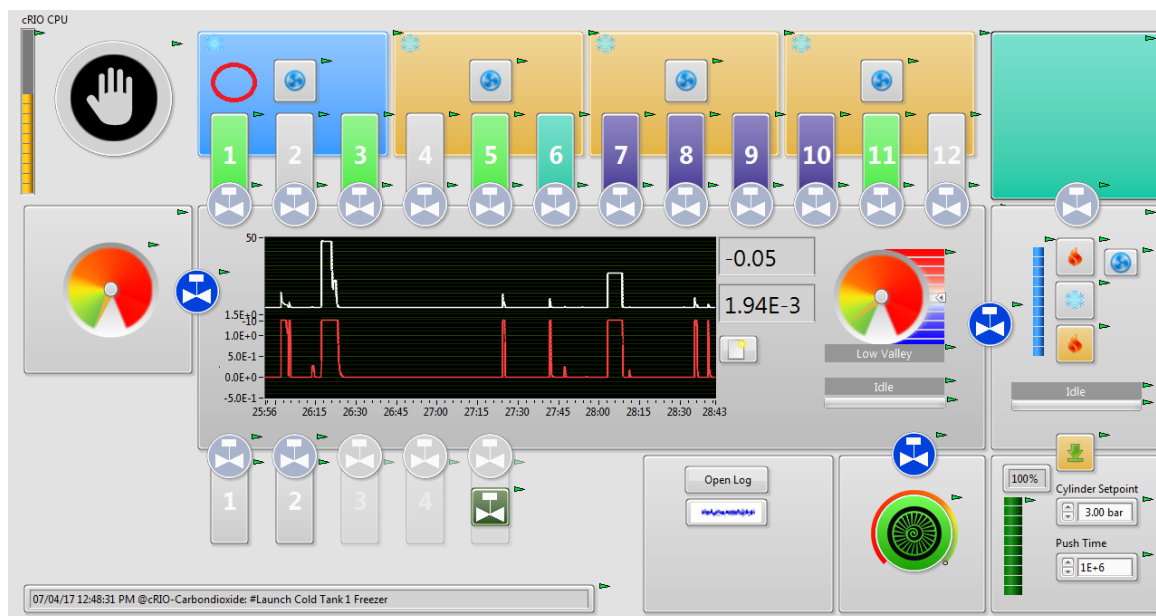 cRIO CPU
1 2 3 4 5 6 7 8 9 10 11 12
50
-10
1.5E+0
1.0E+0
5.0E-1
0.0E+0
-5.0E-1
25:56 26:15 26:30 26:45 27:00 27:15 27:30 27:45 28:00 28:15 28:30 28:43
-0.05
1.94E-3
Low Valley
Idle
Idle
1 2 3 4
Open Log
100%
Cylinder Setpoint
3.00 bar
Push Time
1E+6
07/04/17 12:48:31 PM @cRIO-Carbondioxide: #Launch Cold Tank 1 Freezer